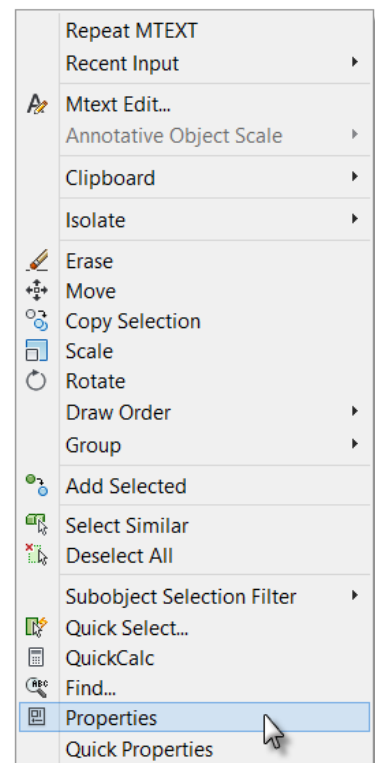 Repeat MTEXT
Recent Input
Mtext Edit...
Annotative Object Scale
Clipboard
Isolate
Erase
Move
Copy Selection
Scale
Rotate
Draw Order
Group
Add Selected
Select Similar
Deselect All
Subobject Selection Filter
Quick Select...
QuickCalc
ABC Find...
Properties
Quick Properties